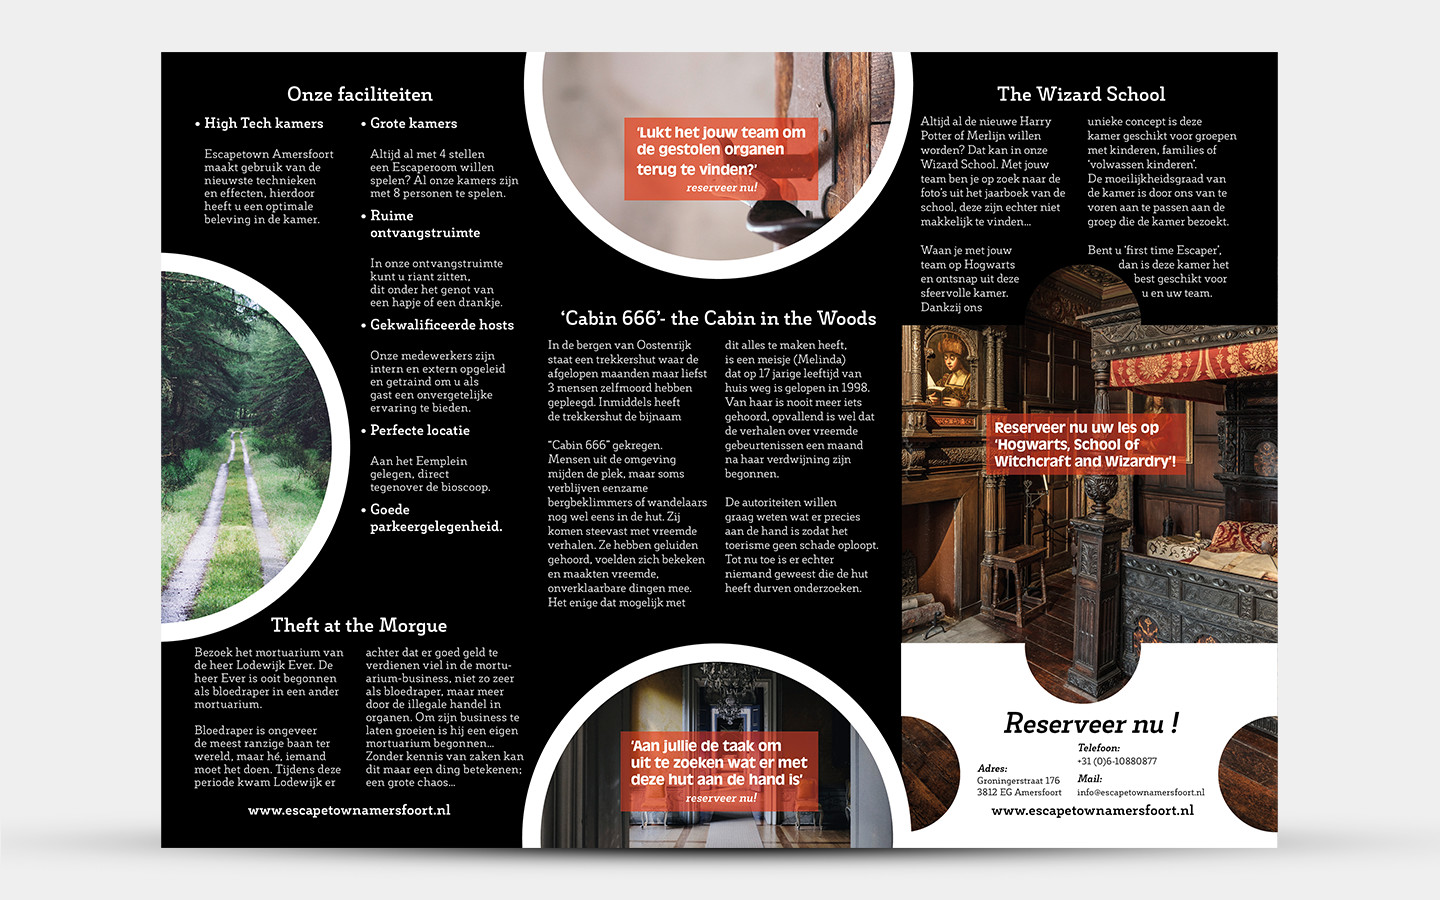 Onze faciliteiten
• High Tech kamers
Escapetown Amersfoort
maakt gebruik van de
nieuwste technieken
en effecten, hierdoor
heeft u een optimale
beleving in de kamer.
• Grote kamers
Altijd al met 4 stellen
een Escaperoom willen
spelen? Al onze kamers zijn
met 8 personen te spelen.
• Ruime
ontvangstruimte
In onze ontvangstruimte
kunt u riant zitten,
dit onder het genot van
een hapje of een drankje.
• Gekwalificeerde hosts
Onze medewerkers zijn
intern en extern opgeleid
en getraind om u als
gast een onvergetelijke
ervaring te bieden.
• Perfecte locatie
Aan het Eemplein
gelegen, direct
tegenover de bioscoop.
• Goede
parkeergelegenheid.
Theft at the Morgue
Bezoek het mortuarium van
de heer Lodewijk Ever. De
heer Ever is ooit begonnen
als bloedraper in een ander
mortuarium.
Bloedraper is ongeveer
de meest ranzige baan ter
wereld, maar hé, iemand
moet het doen. Tijdens deze
periode kwam Lodewijk er
achter dat er goed geld te
verdienen viel in de mortu-
arium-business, niet zo zeer
als bloedraper, maar meer
door de illegale handel in
organen. Om zijn business te
laten groeien is hij een eigen
mortuarium begonnen...
Zonder kennis van zaken kan
dit maar een ding betekenen;
een grote chaos...
www.escapetownamersfoort.nl
‘Lukt het jouw team om
de gestolen organen
terug te vinden?’
reserveer nu!
‘Cabin 666’- the Cabin in the Woods
In de bergen van Oostenrijk
staat een trekkershut waar de
afgelopen maanden maar liefst
3 mensen zelfmoord hebben
gepleegd. Inmiddels heeft
de trekkershut de bijnaam
“Cabin 666” gekregen.
Mensen uit de omgeving
mijden de plek, maar soms
verblijven eenzame
bergbeklimmers of wandelaars
nog wel eens in de hut. Zij
komen steevast met vreemde
verhalen. Ze hebben geluiden
gehoord, voelden zich bekeken
en maakten vreemde,
onverklaarbare dingen mee.
Het enige dat mogelijk met
dit alles te maken heeft,
is een meisje (Melinda)
dat op 17 jarige leeftijd van
huis weg is gelopen in 1998.
Van haar is nooit meer iets
gehoord, opvallend is wel dat
de verhalen over vreemde
gebeurtenissen een maand
na haar verdwijning zijn
begonnen.
De autoriteiten willen
graag weten wat er precies
aan de hand is zodat het
toerisme geen schade oploopt.
Tot nu toe is er echter
niemand geweest die de hut
heeft durven onderzoeken.
‘Aan jullie de taak om
uit te zoeken wat er met
deze hut aan de hand is’
reserveer nu!
The Wizard School
Altijd al de nieuwe Harry
Potter of Merlijn willen
worden? Dat kan in onze
Wizard School. Met jouw
team ben je op zoek naar de
foto’s uit het jaarboek van de
school, deze zijn echter niet
makkelijk te vinden...
Waan je met jouw
team op Hogwarts
en ontsnap uit deze
sfeervolle kamer.
Dankzij ons
unieke concept is deze
kamer geschikt voor groepen
met kinderen, families of
‘volwassen kinderen’.
De moeilijkheidsgraad van
de kamer is door ons van te
voren aan te passen aan de
groep die de kamer bezoekt.
Bent u ‘first time Escaper’,
dan is deze kamer het
best geschikt voor
u en uw team.
Reserveer nu uw les op
‘Hogwarts, School of
Witchcraft and Wizardry’!
Reserveer nu !
Adres:
Groningerstraat 176
3812 EG Amersfoort
Telefoon:
+31 (0)6-10880877
Mail:
info@escapetownamersfoort.nl
www.escapetownamersfoort.nl